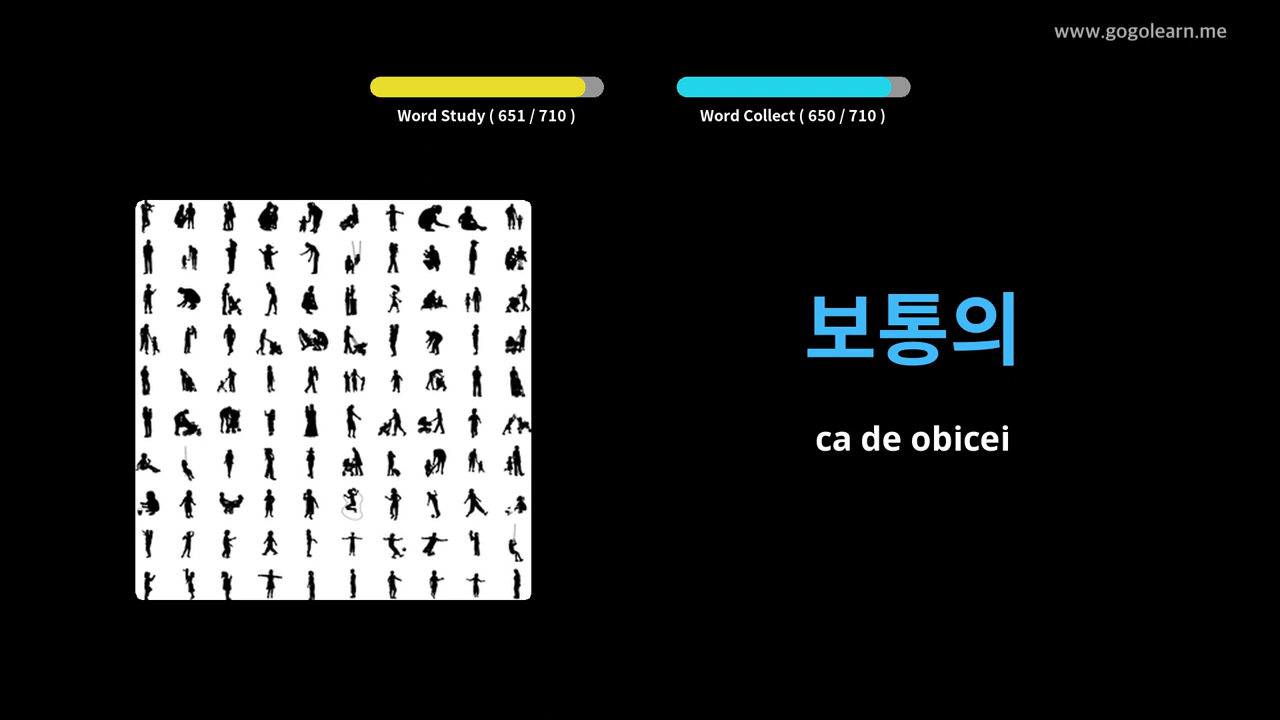 www.gogolearn.me
Word Study ( 651 / 710 )
Word Collect ( 650 / 710 )
보통의
ca de obicei